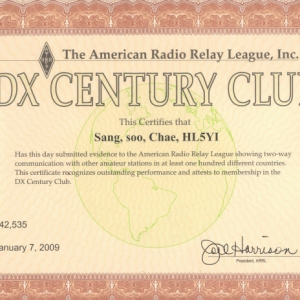 The American Radio Relay League, Inc.
DX CENTURY CLUB
This Certifies that
Sang, soo, Chae, HL5YI
Has this day submitted evidence to the American Radio Relay League showing two-way
communication with other amateur stations in at least one hundred different countries.
This certificate recognizes outstanding performance and attests to membership in the
DX Century Club.
42,535
January 7, 2009
Joel Harrison
President, ARRL